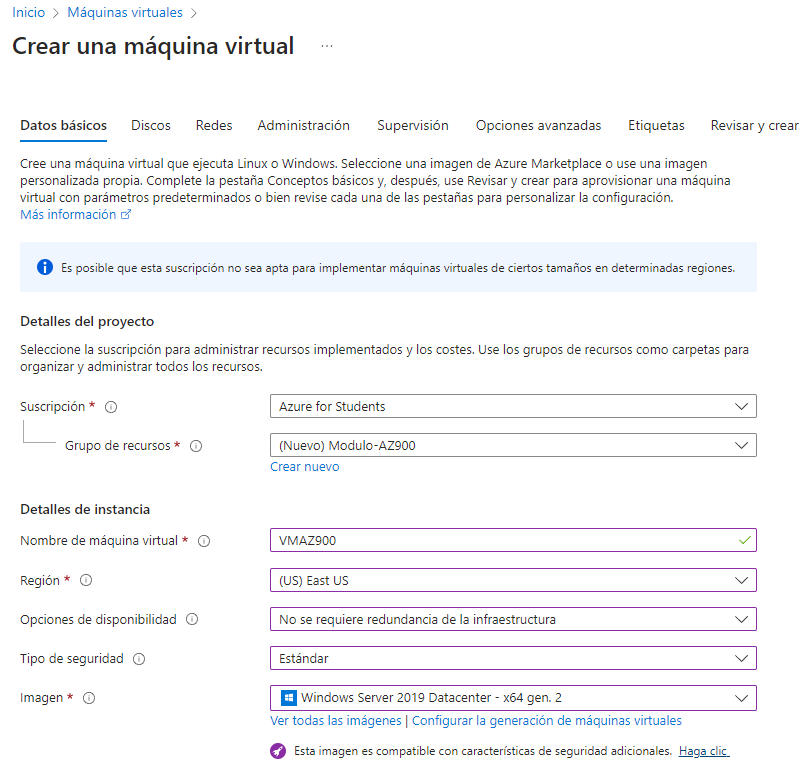 Inicio > Máquinas virtuales >
Crear una máquina virtual ...
Datos básicos Discos Redes Administración Supervisión Opciones avanzadas Etiquetas Revisar y crear
Cree una máquina virtual que ejecuta Linux o Windows. Seleccione una imagen de Azure Marketplace o use una imagen
personalizada propia. Complete la pestaña Conceptos básicos y, después, use Revisar y crear para aprovisionar una máquina
virtual con parámetros predeterminados o bien revise cada una de las pestañas para personalizar la configuración.
Más información
Es posible que esta suscripción no sea apta para implementar máquinas virtuales de ciertos tamaños en determinadas regiones.
Detalles del proyecto
Seleccione la suscripción para administrar recursos implementados y los costes. Use los grupos de recursos como carpetas para
organizar y administrar todos los recursos.
Suscripción * Azure for Students
Grupo de recursos * (Nuevo) Modulo-AZ900
Crear nuevo
Detalles de instancia
Nombre de máquina virtual * VMAZ900
Región * (US) East US
Opciones de disponibilidad No se requiere redundancia de la infraestructura
Tipo de seguridad Estándar
Imagen * Windows Server 2019 Datacenter - x64 gen. 2
Ver todas las imágenes | Configurar la generación de máquinas virtuales
Esta imagen es compatible con características de seguridad adicionales. Haga clic